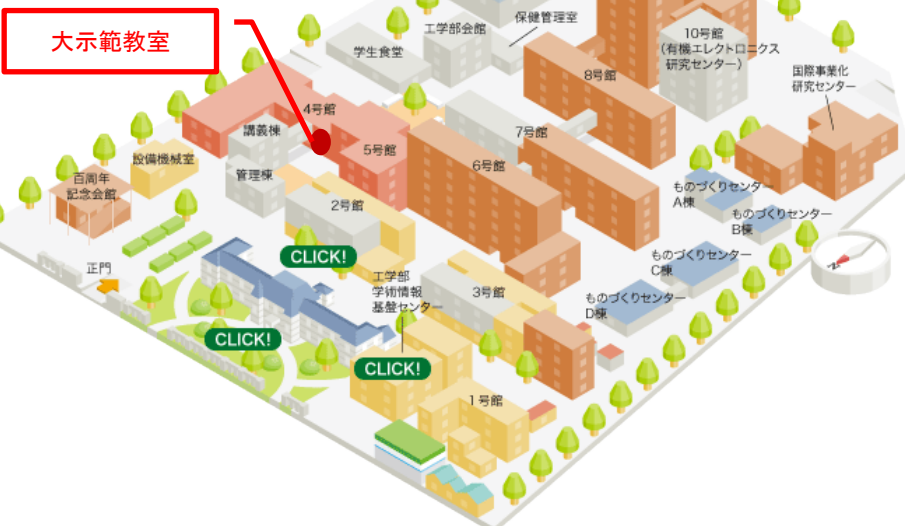 大示範教室
工学部会館
保健管理室
学生食堂
10号館
(有機エレクトロニクス
研究センター)
8号館
国際事業化
研究センター
4号館
講義棟
7号館
5号館
設備機械室
6号館
管理棟
百周年
記念会館
2号館
ものづくりセンター
A棟
ものづくりセンター
B棟
CLICK!
正門
工学部
学術情報
基盤センター
3号館
ものづくりセンター
C棟
ものづくりセンター
D棟
CLICK!
CLICK!
1号館
N